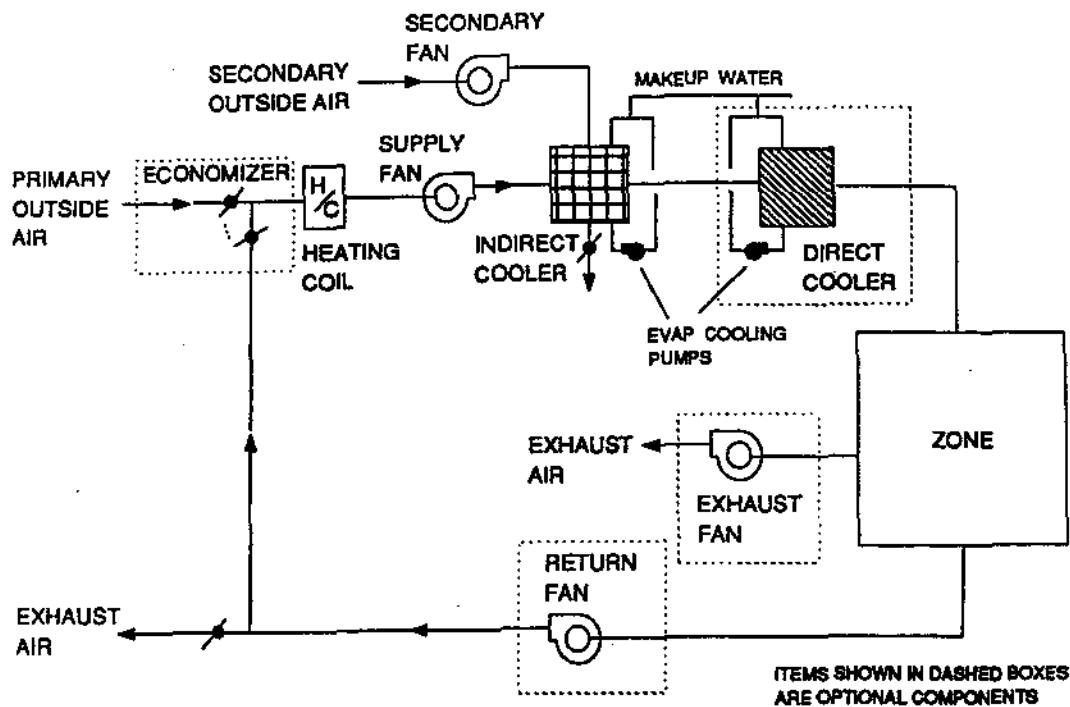 SECONDARY
FAN
SECONDARY
OUTSIDE AIR
MAKEUP WATER
SUPPLY
FAN
ECONOMIZER
PRIMARY
OUTSIDE
AIR
H/C
HEATING
COIL
INDIRECT
COOLER
DIRECT
COOLER
EVAP COOLING
PUMPS
ZONE
EXHAUST
AIR
EXHAUST
FAN
RETURN
FAN
EXHAUST
AIR
ITEMS SHOWN IN DASHED BOXES
ARE OPTIONAL COMPONENTS